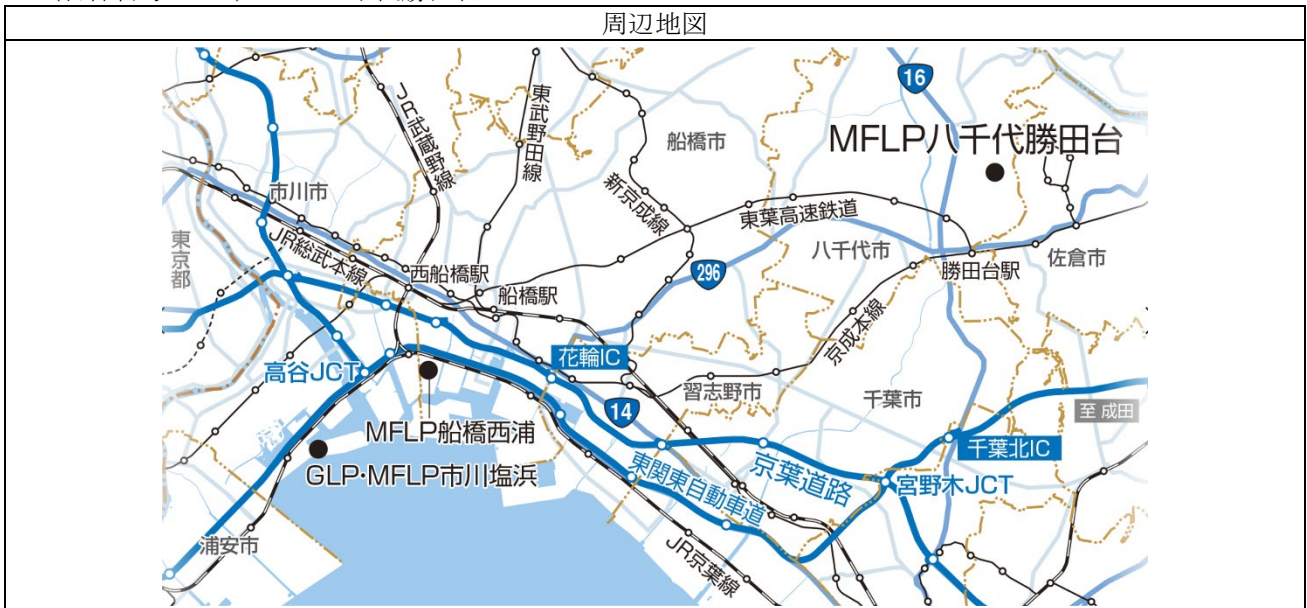 周辺地図
16
船橋市
MFLP八千代勝田台
JR武蔵野線
東武野田線
市川市
新京成線
東葉高速鉄道
八千代市
佐倉市
東京都
JR総武本線
西船橋駅
船橋駅
296
勝田台駅
京成本線
高谷JCT
花輪IC
14
習志野市
千葉市
至 成田
MFLP船橋西浦
GLP・MFLP市川塩浜
千葉北IC
東関東自動車道
京葉道路
宮野木JCT
浦安市
JR京葉線